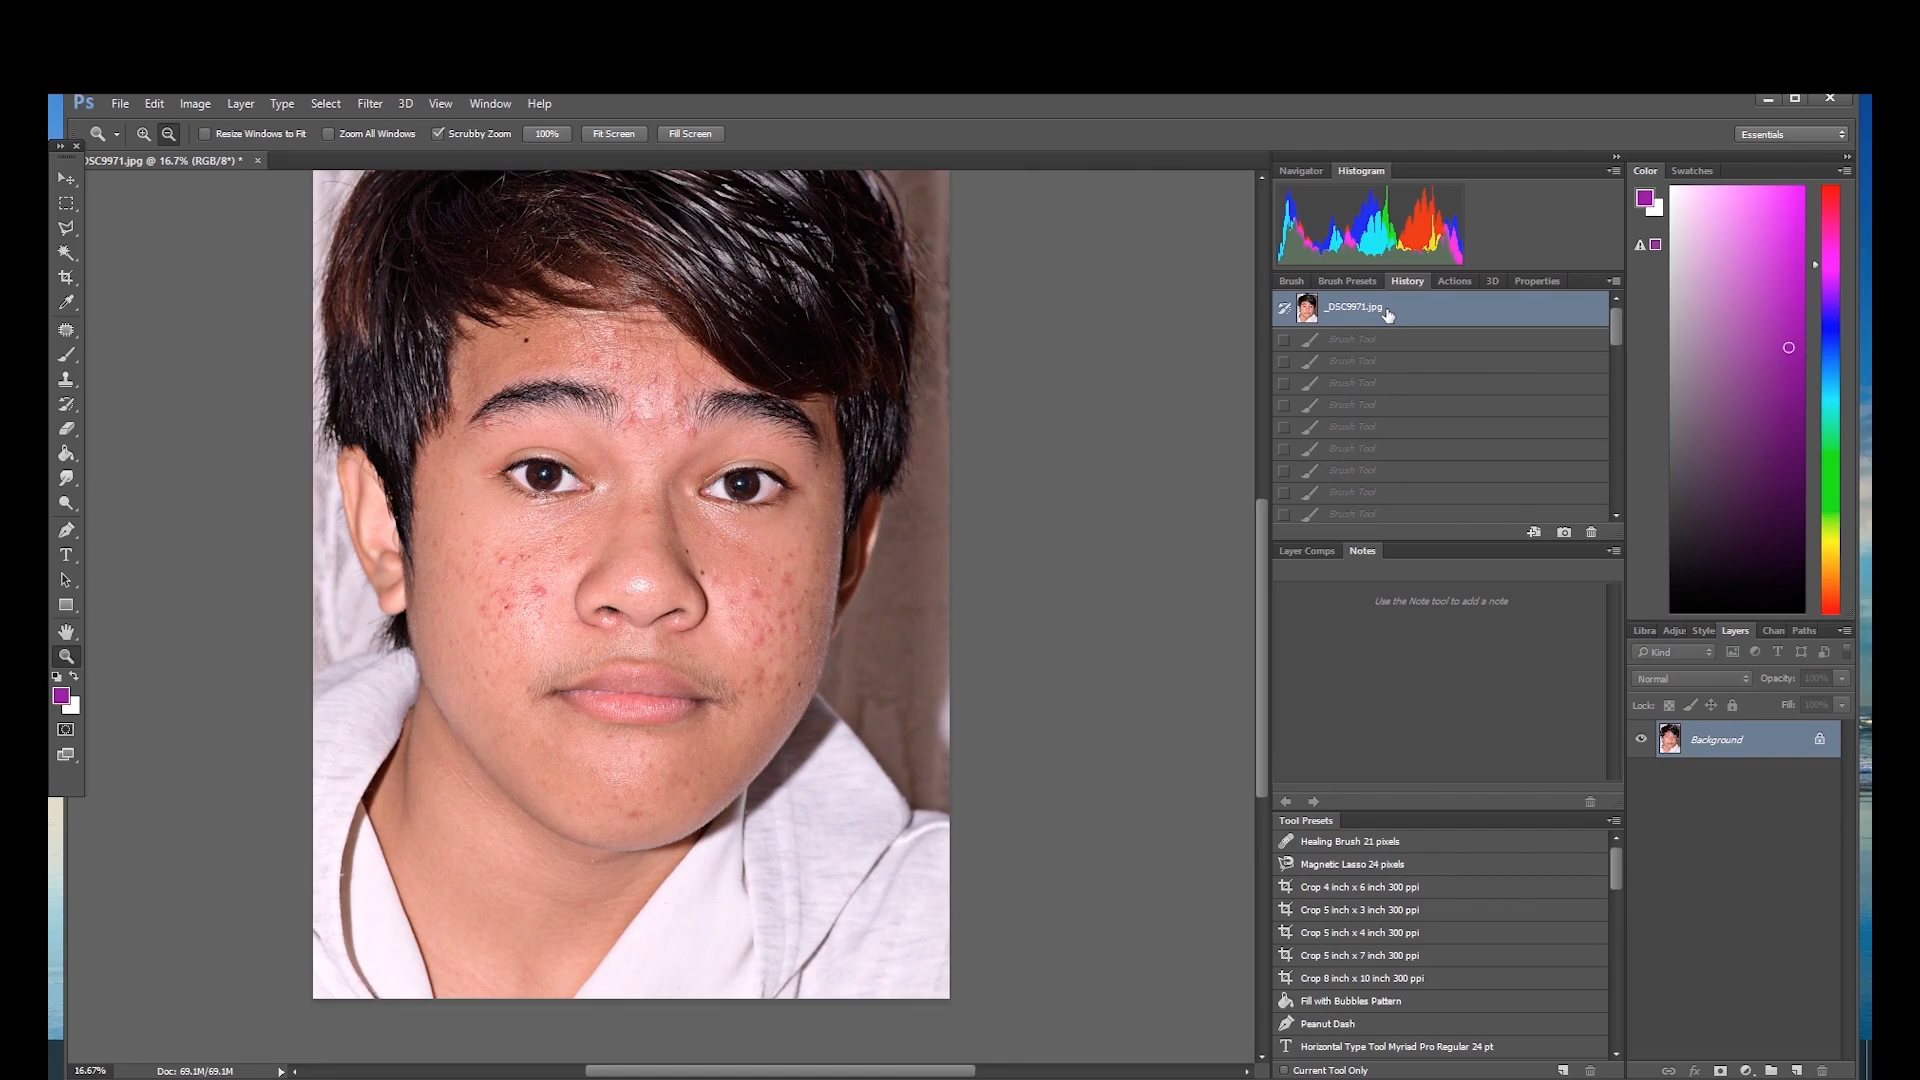 Ps File Edit Image Layer Type Select Filter 3D View Window Help
Resize Windows to Fit Zoom All Windows Scrubby Zoom 100% Fit Screen Fill Screen Essentials
DSC9971.jpg @ 16.7% (RGB/8*) * ×
Navigator Histogram
Color Swatches
Brush Brush Presets History Actions 3D Properties
_DSC9971.jpg
Brush Tool
Brush Tool
Brush Tool
Brush Tool
Brush Tool
Brush Tool
Brush Tool
Brush Tool
Brush Tool
Layer Comps Notes
Use the Note tool to add a note
Libra Adju Style Layers Chan Paths
Kind
Normal Opacity: 100%
Lock: Fill: 100%
Background
Tool Presets
Healing Brush 21 pixels
Magnetic Lasso 24 pixels
Crop 4 inch x 6 inch 300 ppi
Crop 5 inch x 3 inch 300 ppi
Crop 5 inch x 4 inch 300 ppi
Crop 5 inch x 7 inch 300 ppi
Crop 8 inch x 10 inch 300 ppi
Fill with Bubbles Pattern
Peanut Dash
Horizontal Type Tool Myriad Pro Regular 24 pt
Current Tool Only
16.67% Doc: 69.1M/69.1M